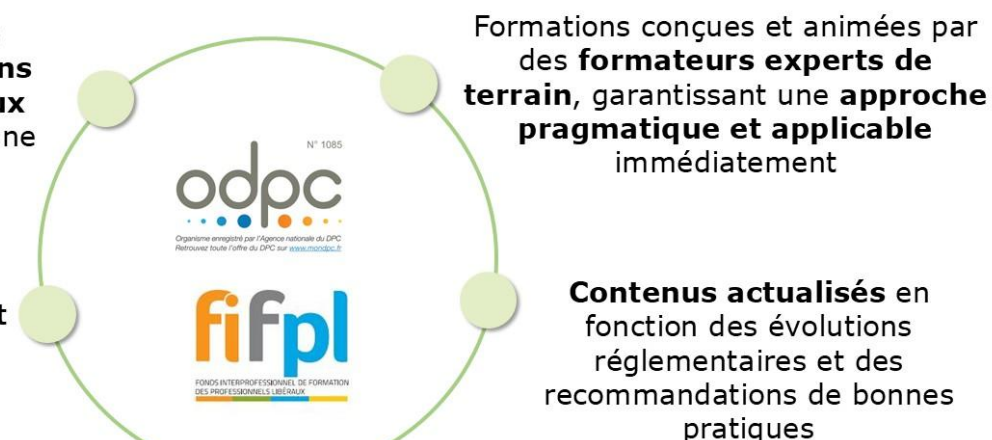 ns
ux
ne
t
Formations conçues et animées par
des formateurs experts de
terrain, garantissant une approche
pragmatique et applicable
immédiatement
N° 1085
odpc
Organisme enregistré par l'Agence nationale du DPC
Retrouvez toute l'offre du DPC sur www.mondpc.fr
fifpl
FONDS INTERPROFESSIONNEL DE FORMATION
DES PROFESSIONNELS LIBÉRAUX
Contenus actualisés en
fonction des évolutions
réglementaires et des
recommandations de bonnes
pratiques